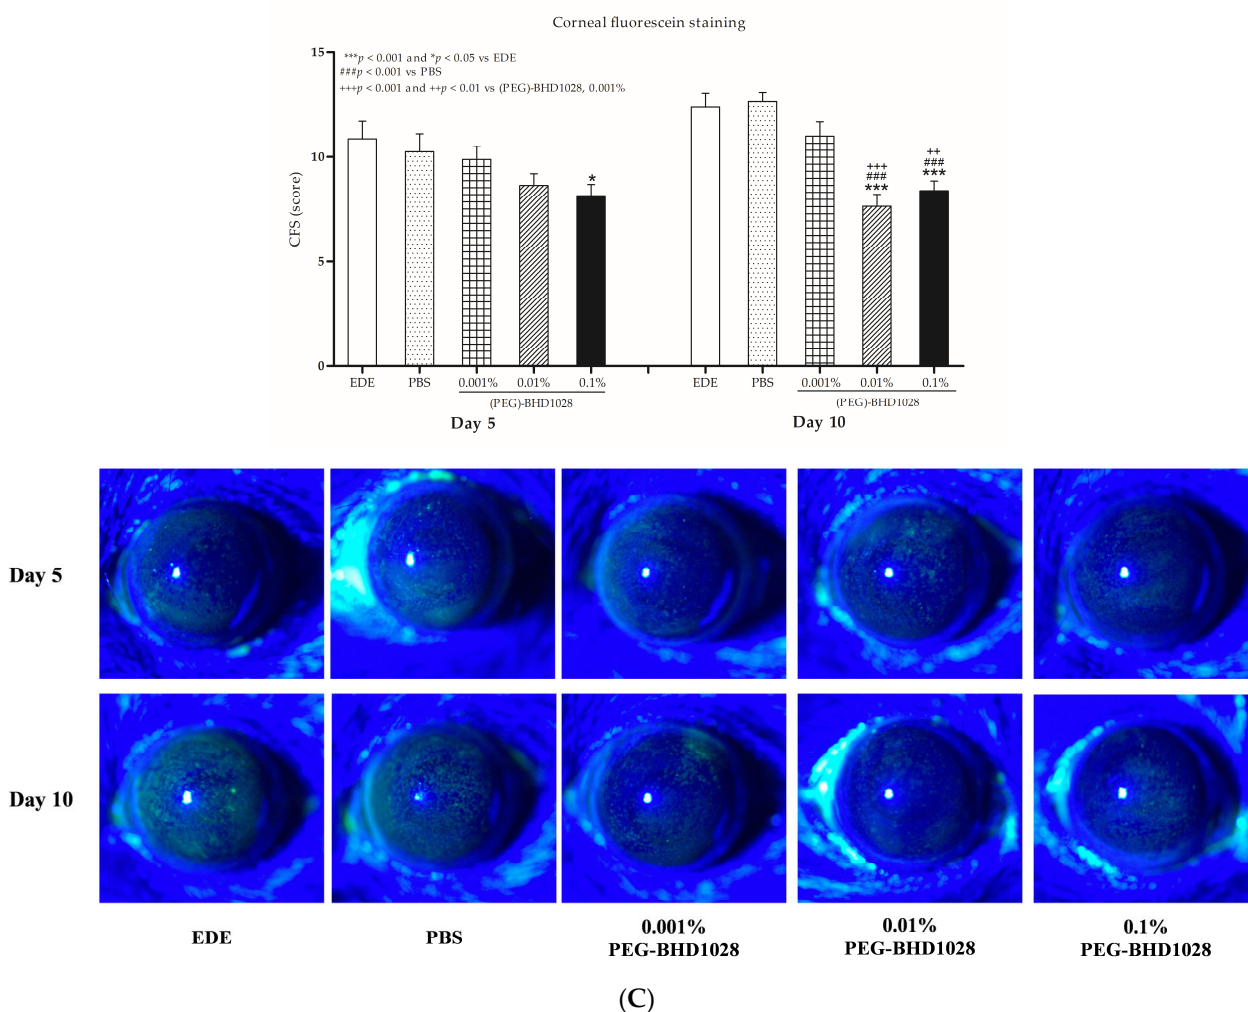 Corneal fluorescein staining
***p < 0.001 and *p < 0.05 vs EDE
###p < 0.001 vs PBS
+++p < 0.001 and ++p < 0.01 vs (PEG)-BHD1028, 0.001%
15
10
5
0
CFS (score)
*
+++
###
***
++
###
***
EDE PBS 0.001% 0.01% 0.1% EDE PBS 0.001% 0.01% 0.1%
(PEG)-BHD1028 (PEG)-BHD1028
Day 5 Day 10
Day 5
Day 10
EDE PBS 0.001% 0.01% 0.1%
PEG-BHD1028 PEG-BHD1028 PEG-BHD1028
(C)